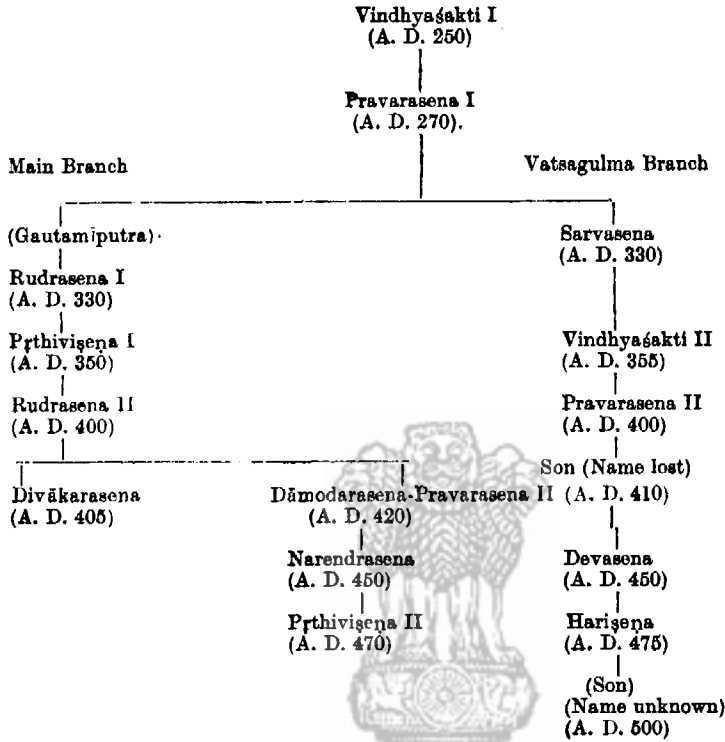 Vindhyaśakti I
(A. D. 250)
Pravarasena I
(A. D. 270).
Main Branch
Vatsagulma Branch
(Gautamīputra).
Sarvasena
(A. D. 330)
Rudrasena I
(A. D. 330)
Pṛthiviṣeṇa I
(A. D. 350)
Vindhyaśakti II
(A. D. 355)
Rudrasena II
(A. D. 400)
Pravarasena II
(A. D. 400)
Son (Name lost)
(A. D. 410)
Divākarasena
(A. D. 405)
Dāmodarasena-Pravarasena II
(A. D. 420)
Narendrasena
(A. D. 450)
Devasena
(A. D. 450)
Pṛthiviṣeṇa II
(A. D. 470)
Hariṣeṇa
(A. D. 475)
(Son)
(Name unknown)
(A. D. 500)